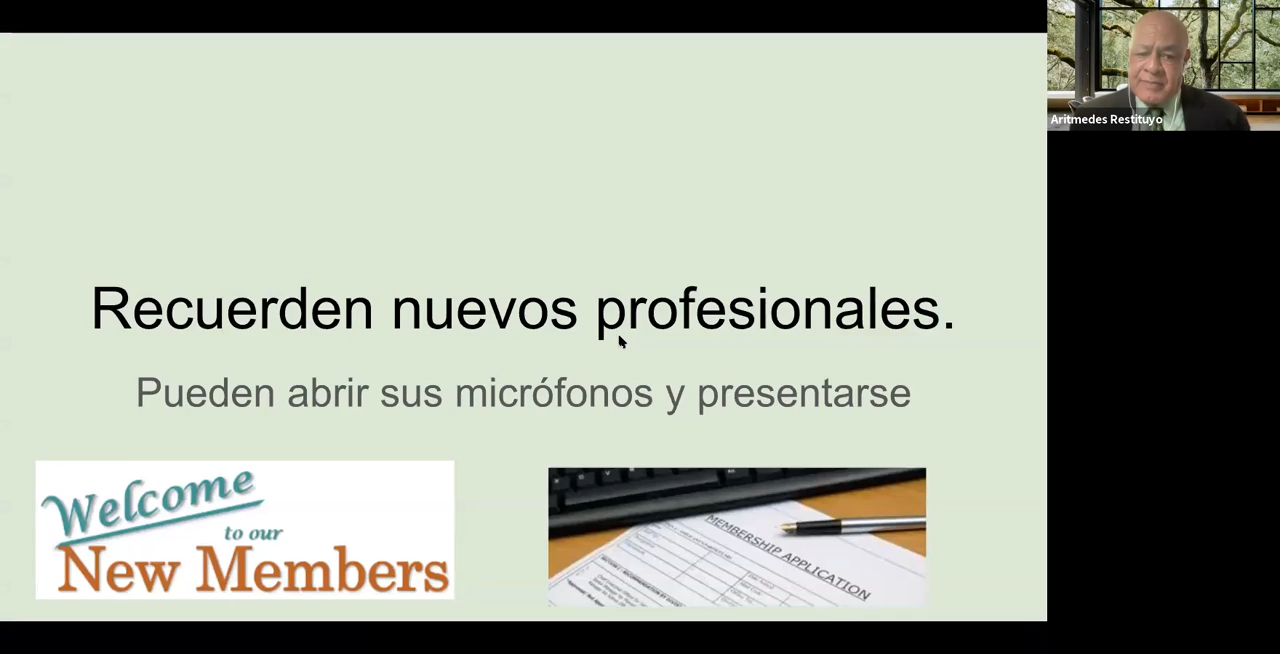 Aritmedes Restituyo
Recuerden nuevos profesionales.
Pueden abrir sus micrófonos y presentarse
Welcome
to our
New Members
MEMBERSHIP APPLICATION